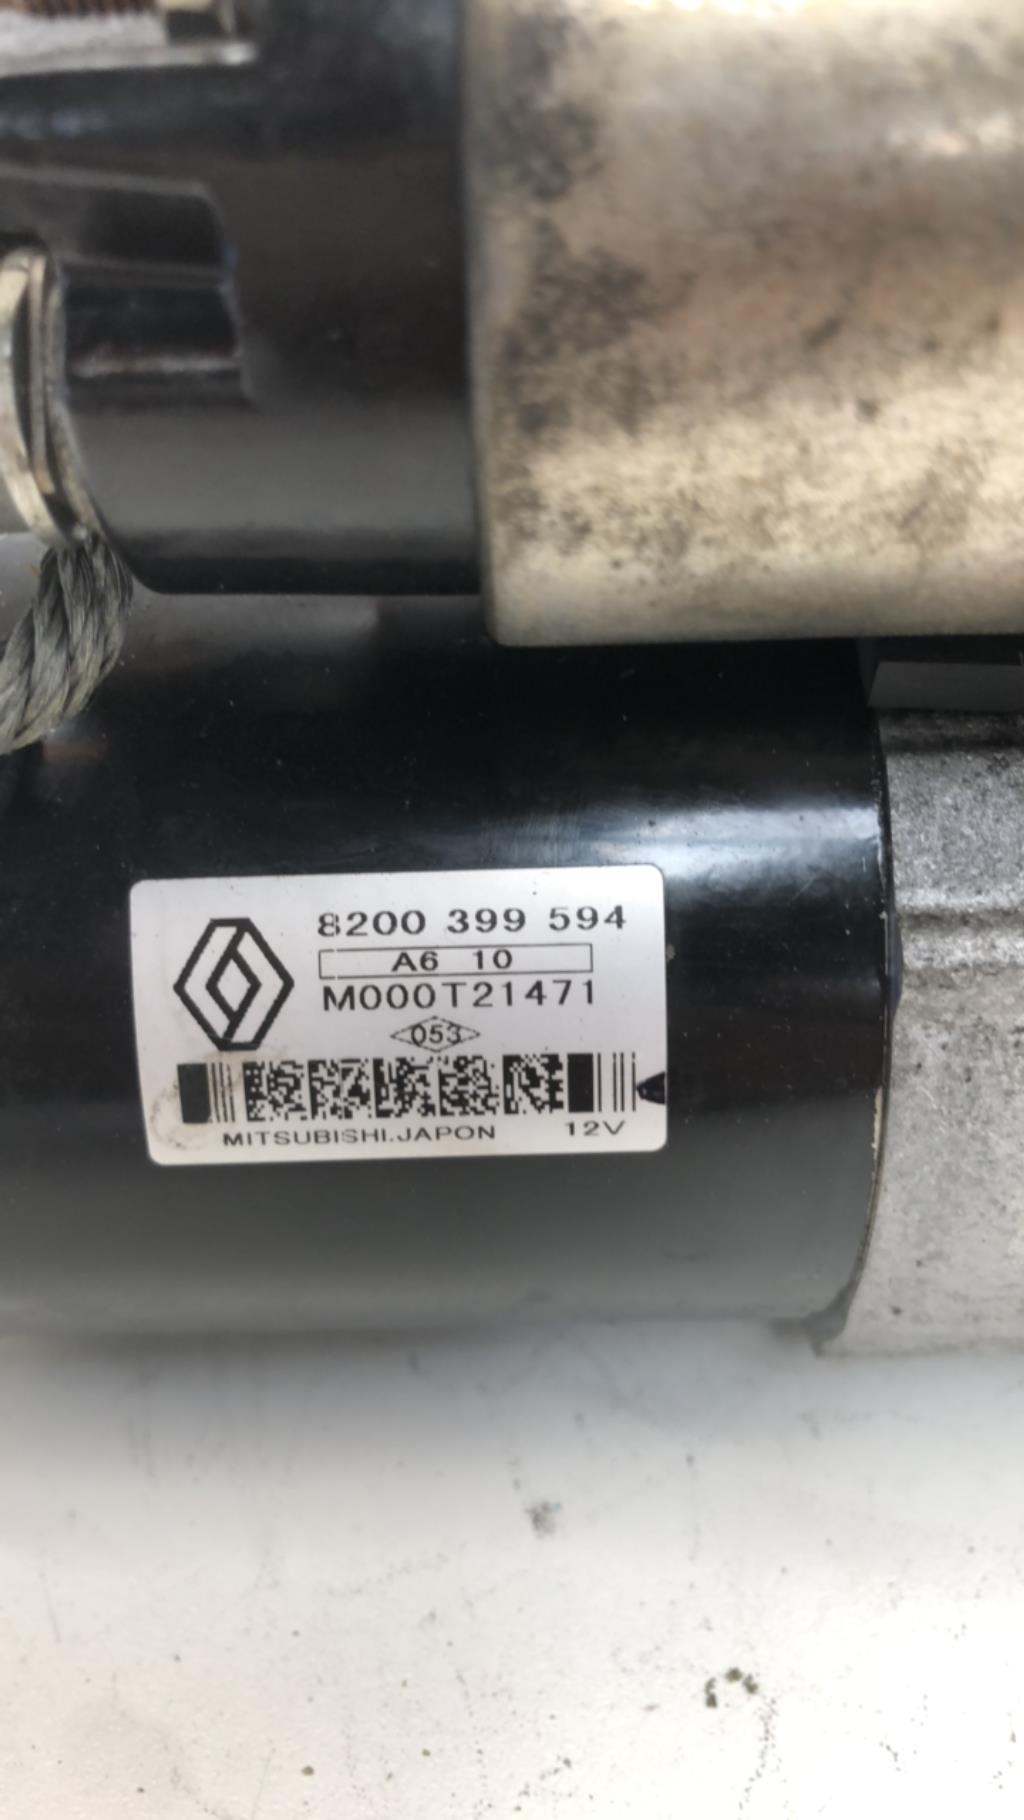 8200 399 594
A6 10
M000T21471
053
MITSUBISHI.JAPON 12V